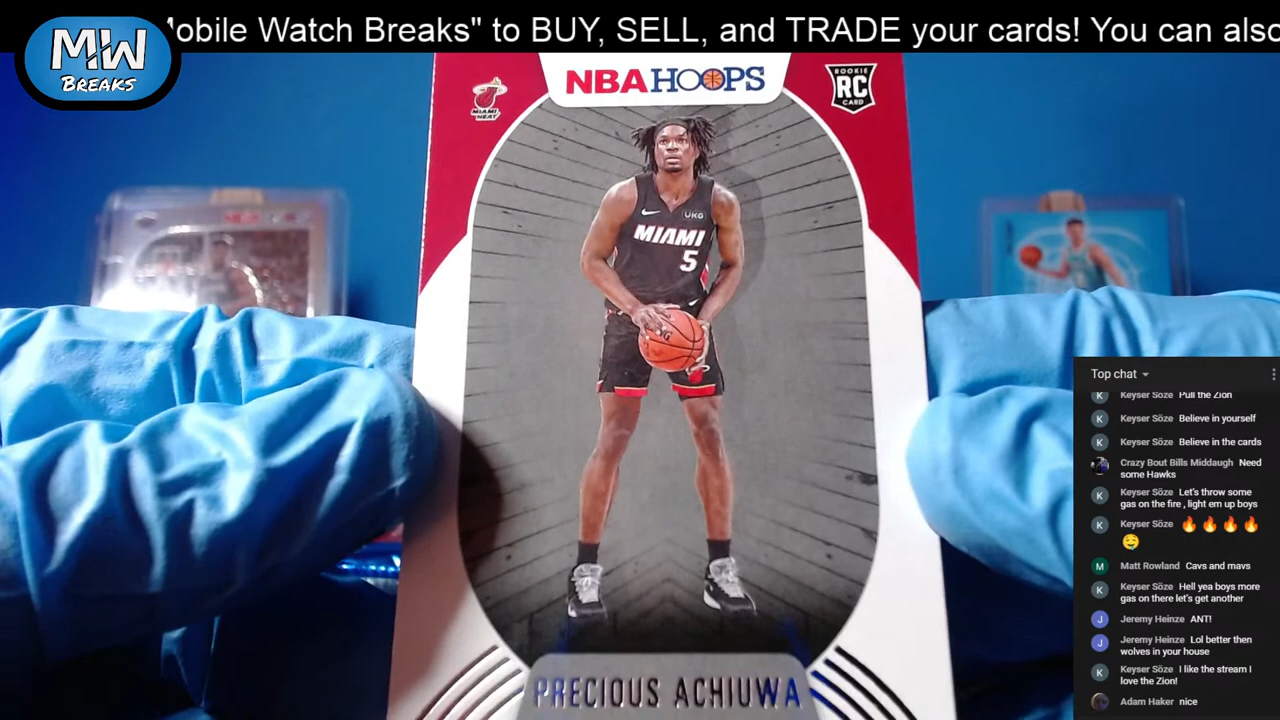 Mobile Watch Breaks" to BUY, SELL, and TRADE your cards! You can also
MW
BREAKS
NBA HOOPS
ROOKIE
RC
CARD
MIAMI
HEAT
UKG
MIAMI
5
PRECIOUS ACHIUWA
Top chat
K Keyser Söze Pull the Zion
K Keyser Söze Believe in yourself
K Keyser Söze Believe in the cards
Crazy Bout Bills Middaugh Need
some Hawks
K Keyser Söze Let's throw some
gas on the fire , light em up boys
K Keyser Söze 🔥🔥🔥🔥
🤤
M Matt Rowland Cavs and mavs
K Keyser Söze Hell yea boys more
gas on there let's get another
J Jeremy Heinze ANT!
J Jeremy Heinze Lol better then
wolves in your house
K Keyser Söze I like the stream I
love the Zion!
Adam Haker nice